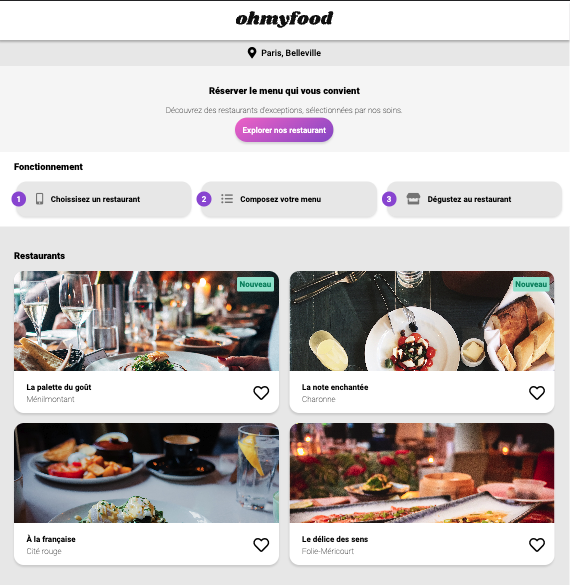 ohmyfood
Paris, Belleville
Réserver le menu qui vous convient
Découvrez des restaurants d'exceptions, sélectionnées par nos soins.
Explorer nos restaurant
Fonctionnement
1 Choissisez un restaurant
2 Composez votre menu
3 Dégustez au restaurant
Restaurants
Nouveau
Nouveau
La palette du goût
Ménilmontant
La note enchantée
Charonne
À la française
Cité rouge
Le délice des sens
Folie-Méricourt